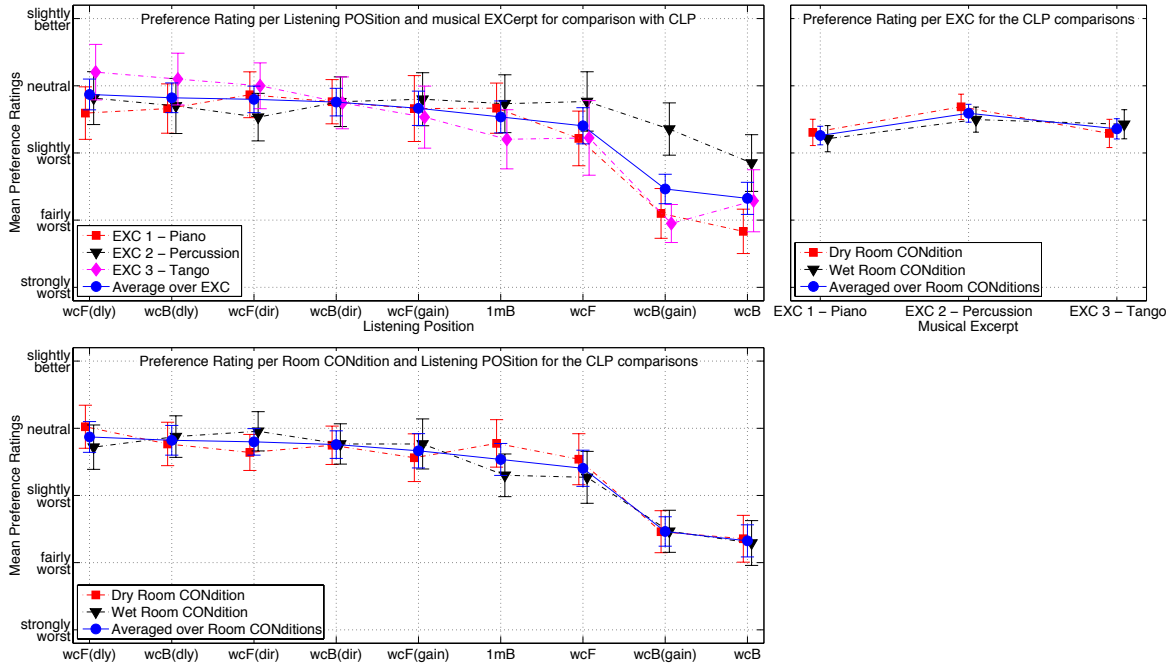 Preference Rating per Listening POSition and musical EXCerpt for comparison with CLP
Mean Preference Ratings
slightly
better
neutral
slightly
worst
fairly
worst
strongly
worst
EXC 1 – Piano
EXC 2 – Percussion
EXC 3 – Tango
Average over EXC
wcF(dly) wcB(dly) wcF(dir) wcB(dir) wcF(gain) 1mB wcF wcB(gain) wcB
Listening Position
Preference Rating per EXC for the CLP comparisons
Dry Room CONdition
Wet Room CONdition
Averaged over Room CONditions
EXC 1 – Piano EXC 2 – Percussion EXC 3 – Tango
Musical Excerpt
Preference Rating per Room CONdition and Listening POSition for the CLP comparisons
Mean Preference Ratings
slightly
better
neutral
slightly
worst
fairly
worst
strongly
worst
Dry Room CONdition
Wet Room CONdition
Averaged over Room CONditions
wcF(dly) wcB(dly) wcF(dir) wcB(dir) wcF(gain) 1mB wcF wcB(gain) wcB